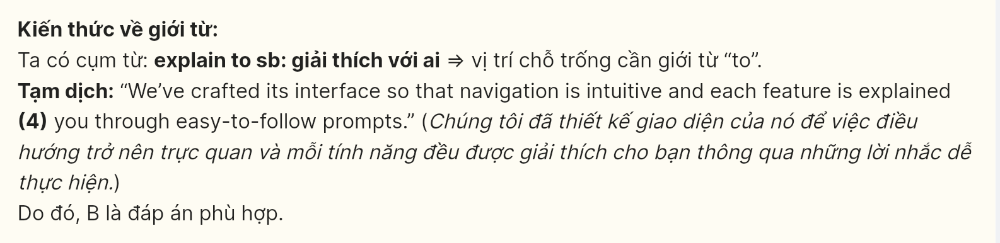 Kiến thức về giới từ:
Ta có cụm từ: explain to sb: giải thích với ai ⇒ vị trí chỗ trống cần giới từ “to”.
Tạm dịch: “We’ve crafted its interface so that navigation is intuitive and each feature is explained
(4) you through easy-to-follow prompts.” (Chúng tôi đã thiết kế giao diện của nó để việc điều
hướng trở nên trực quan và mỗi tính năng đều được giải thích cho bạn thông qua những lời nhắc dễ
thực hiện.)
Do đó, B là đáp án phù hợp.